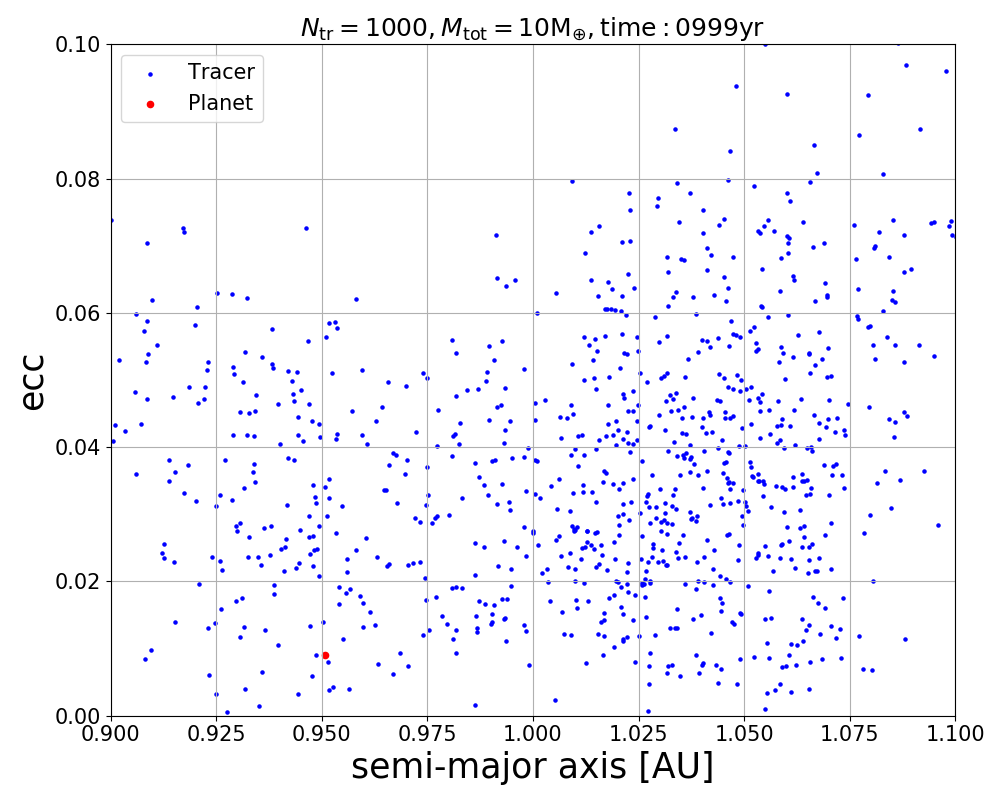 N_tr = 1000, M_tot = 10M_⊕, time : 0999yr
Tracer
Planet
ecc
0.10
0.08
0.06
0.04
0.02
0.00
0.900 0.925 0.950 0.975 1.000 1.025 1.050 1.075 1.100
semi-major axis [AU]